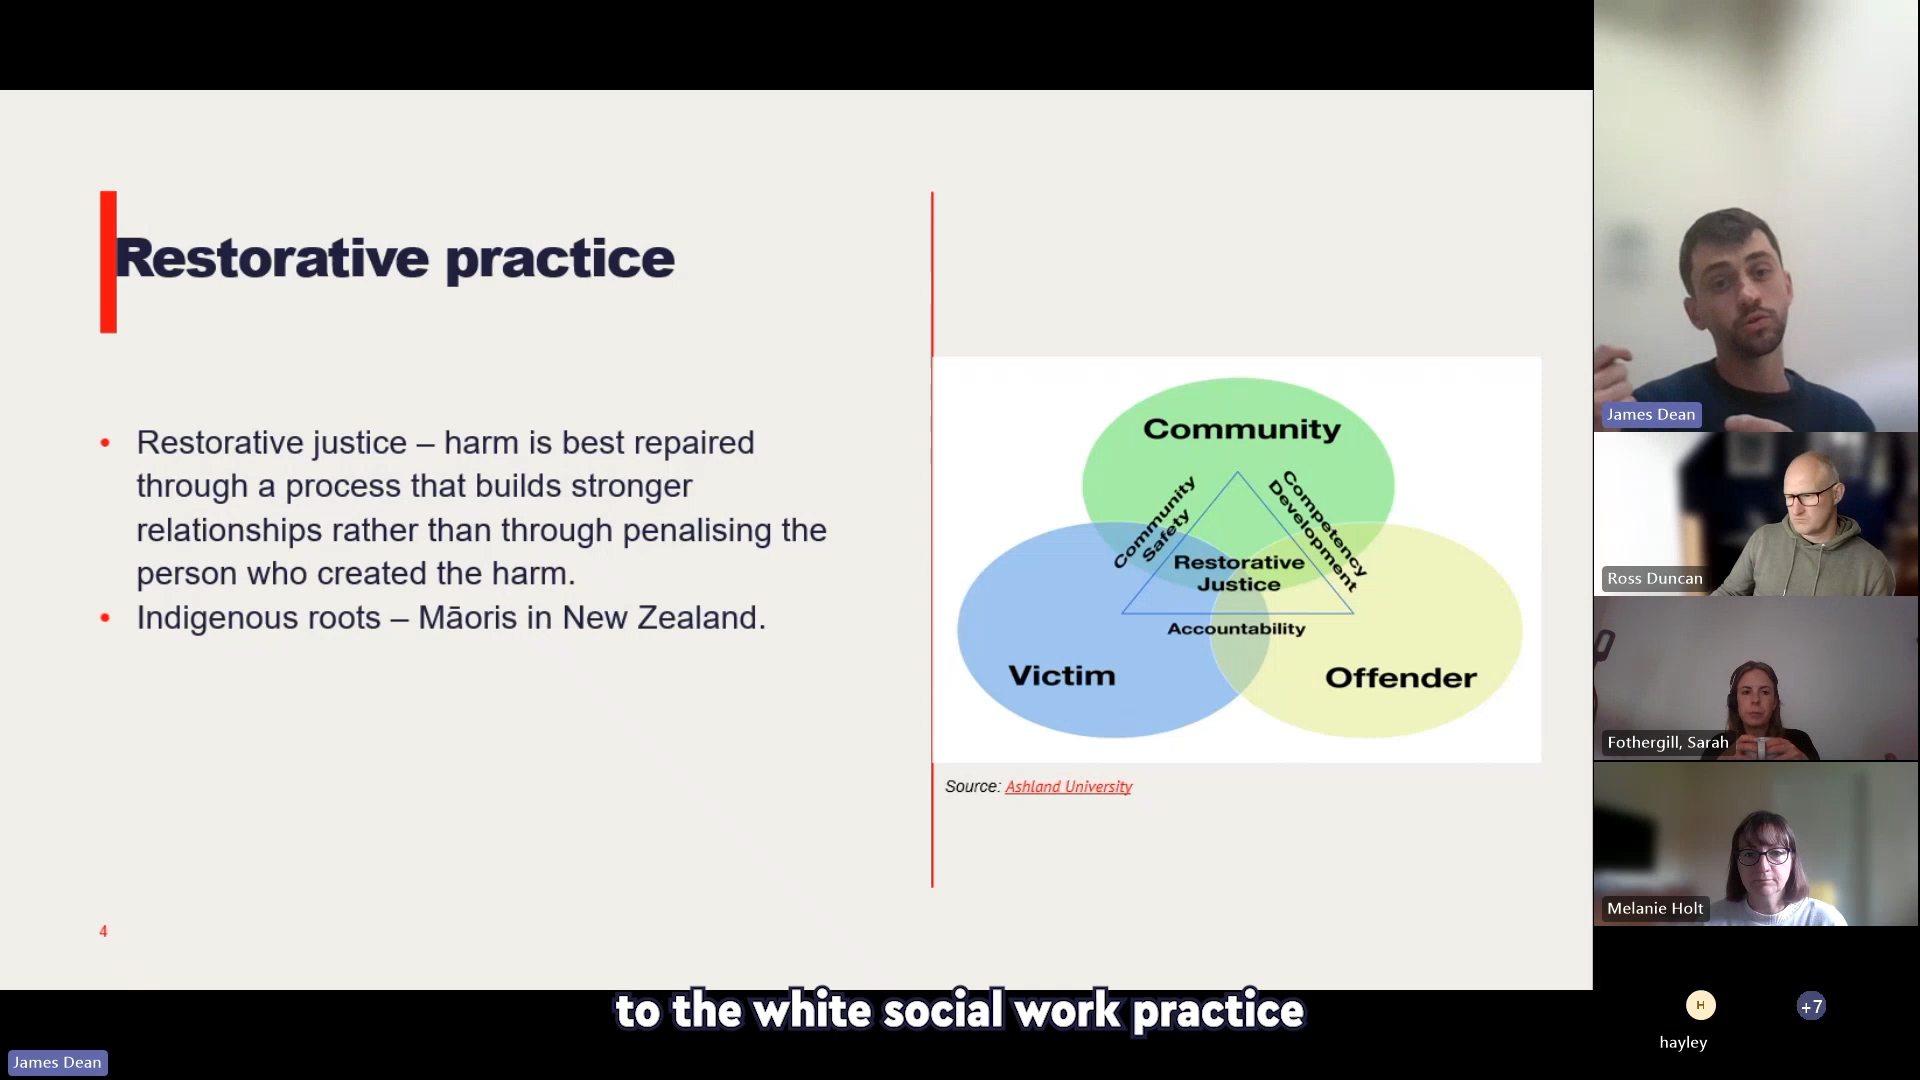 Restorative practice
• Restorative justice – harm is best repaired
through a process that builds stronger
relationships rather than through penalising the
person who created the harm.
• Indigenous roots – Māoris in New Zealand.
4
Community
Community
Safety
Competency
Development
Restorative
Justice
Accountability
Victim
Offender
Source: Ashland University
James Dean
Ross Duncan
Fothergill, Sarah
Melanie Holt
H
hayley
+7
to the white social work practice
James Dean